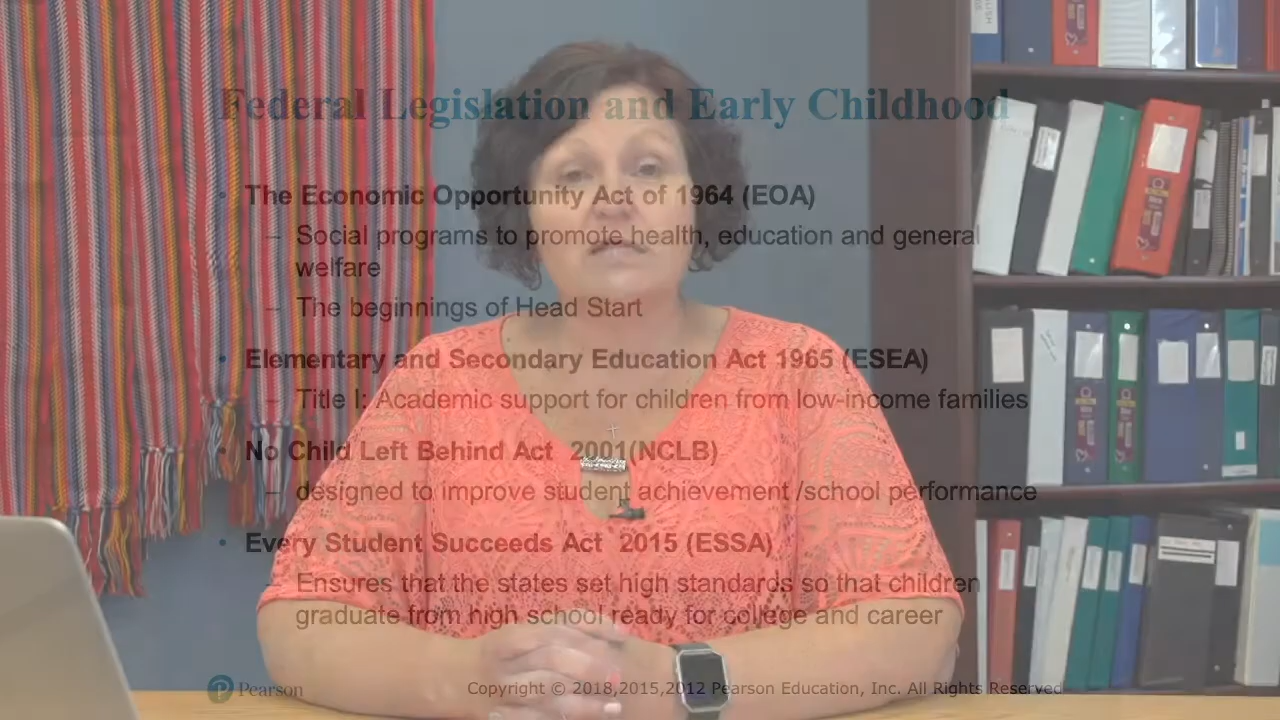 Federal Legislation and Early Childhood
• The Economic Opportunity Act of 1964 (EOA)
– Social programs to promote health, education and general
welfare
– The beginnings of Head Start
• Elementary and Secondary Education Act 1965 (ESEA)
– Title I: Academic support for children from low-income families
• No Child Left Behind Act 2001(NCLB)
– designed to improve student achievement /school performance
• Every Student Succeeds Act 2015 (ESSA)
– Ensures that the states set high standards so that children
graduate from high school ready for college and career
Pearson
Copyright © 2018,2015,2012 Pearson Education, Inc. All Rights Reserved